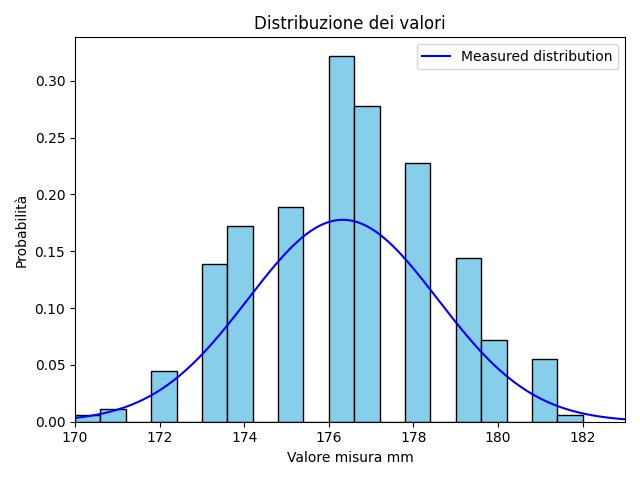 Distribuzione dei valori
Measured distribution
0.30
0.25
0.20
0.15
0.10
0.05
0.00
Probabilità
170 172 174 176 178 180 182
Valore misura mm